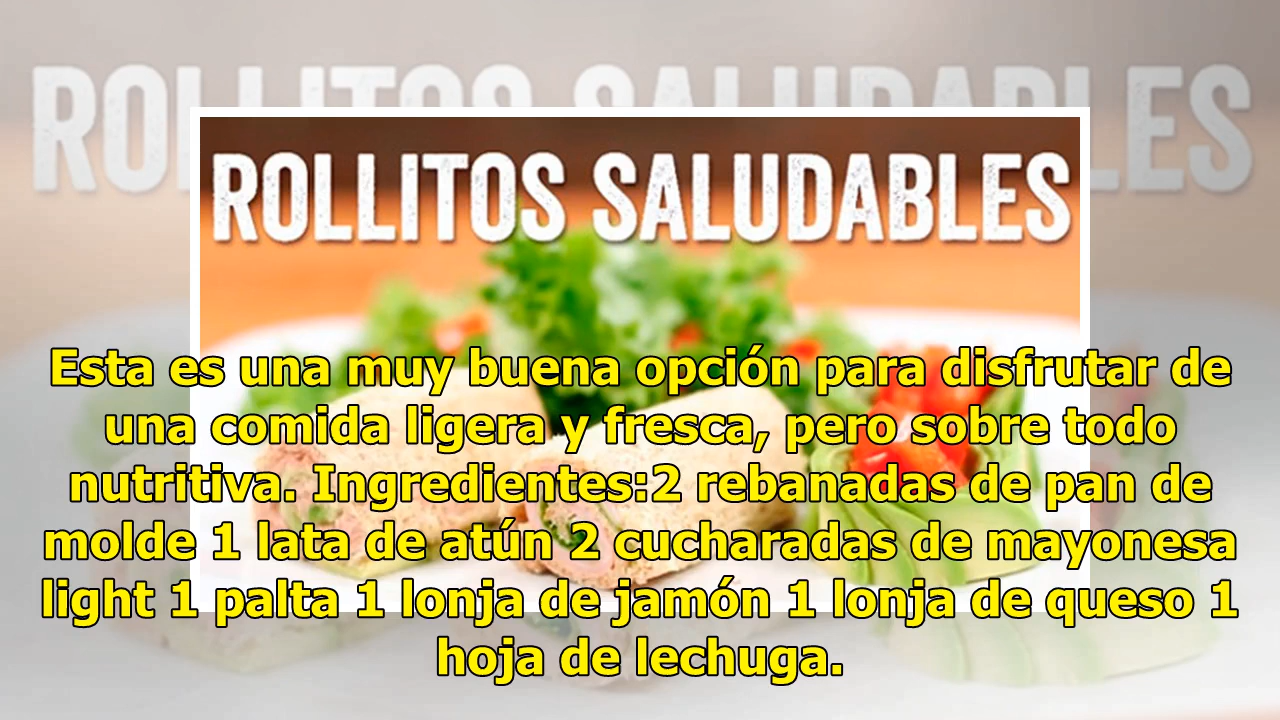 ROLLITOS SALUDABLES
ROLLITOS SALUDABLES
Esta es una muy buena opción para disfrutar de
una comida ligera y fresca, pero sobre todo
nutritiva. Ingredientes:2 rebanadas de pan de
molde 1 lata de atún 2 cucharadas de mayonesa
light 1 palta 1 lonja de jamón 1 lonja de queso 1
hoja de lechuga.